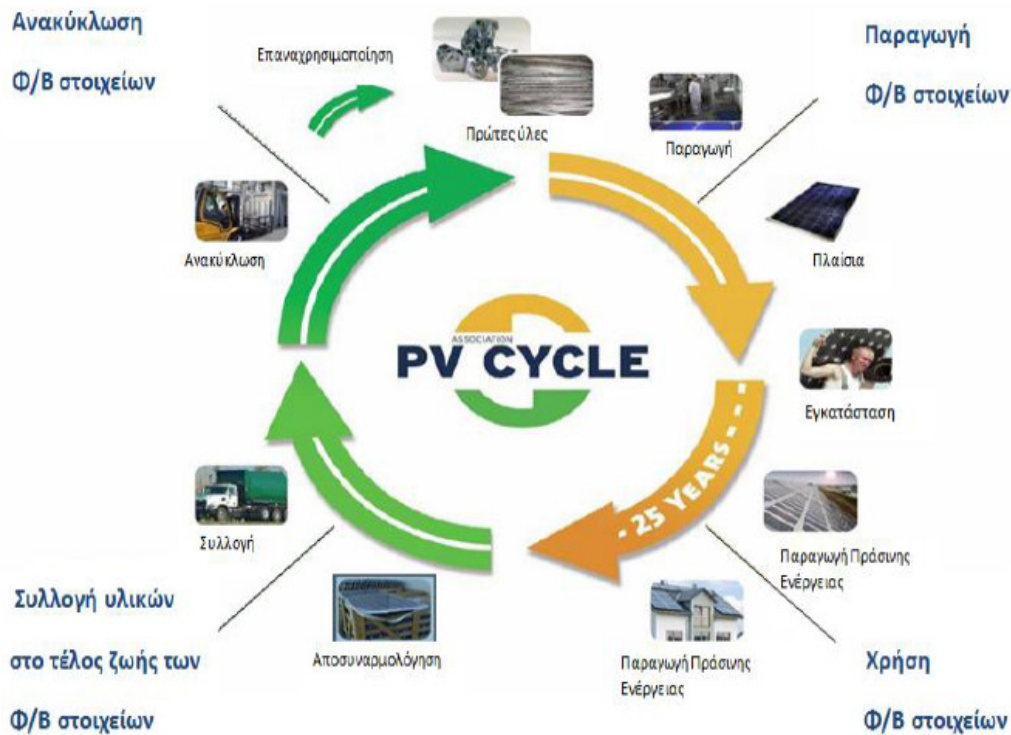 Ανακύκλωση
Φ/Β στοιχείων
Επαναχρησιμοποίηση
Πρώτες ύλες
Παραγωγή
Παραγωγή
Φ/Β στοιχείων
Πλαίσια
Ανακύκλωση
ASSOCIATION
PV CYCLE
Εγκατάσταση
25 YEARS
Συλλογή
Παραγωγή Πράσινης
Ενέργειας
Αποσυναρμολόγηση
Παραγωγή Πράσινης
Ενέργειας
Συλλογή υλικών
στο τέλος ζωής των
Φ/Β στοιχείων
Χρήση
Φ/Β στοιχείων